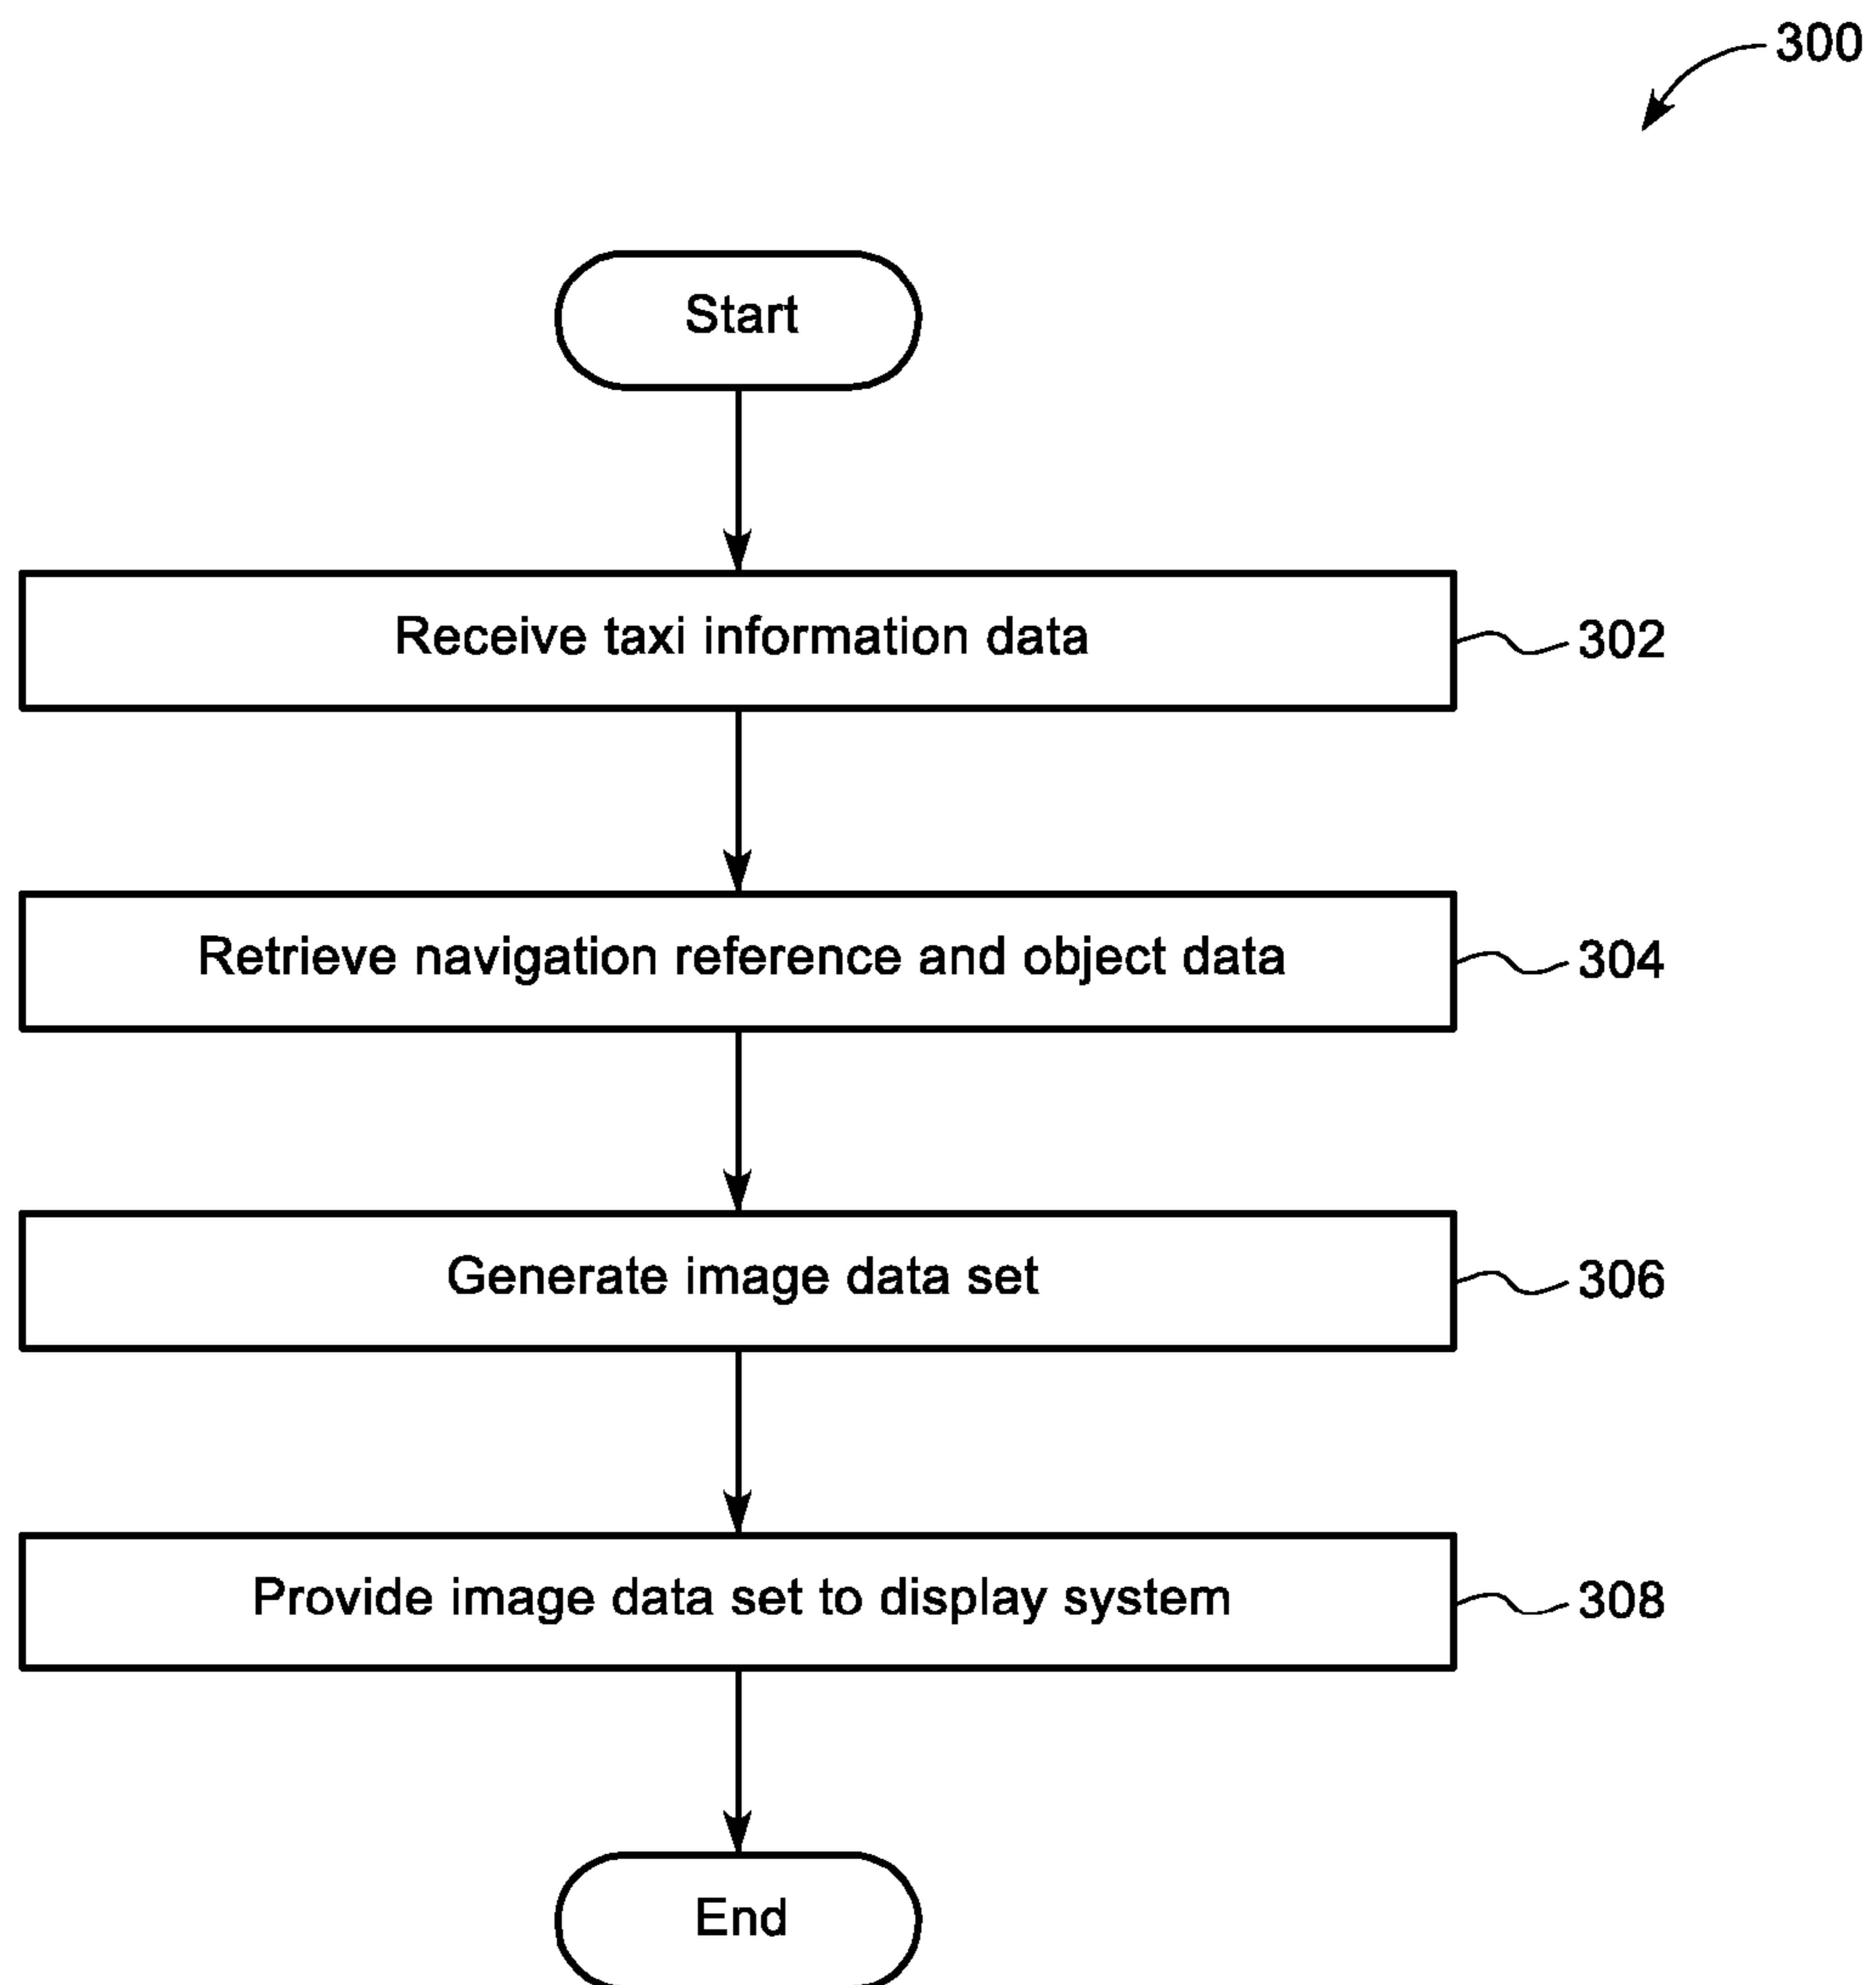 300
Start
Receive taxi information data
302
Retrieve navigation reference and object data
304
Generate image data set
306
Provide image data set to display system
308
End